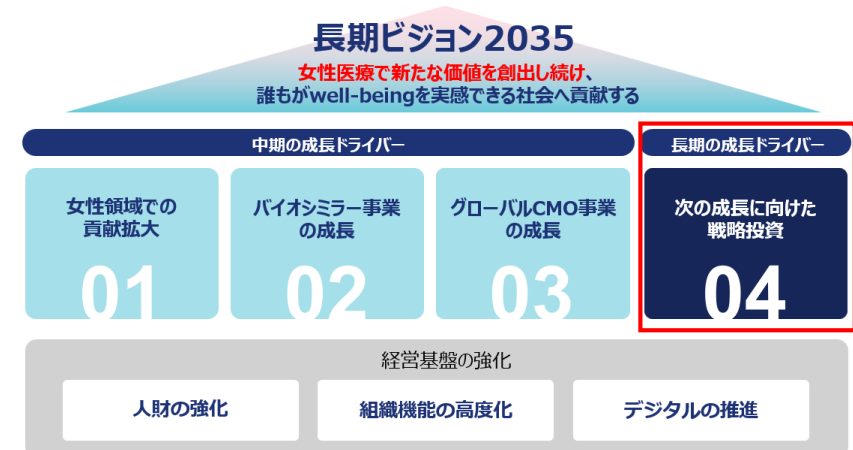 長期ビジョン2035
女性医療で新たな価値を創出し続け、
誰もがwell-beingを実感できる社会へ貢献する
中期の成長ドライバー
長期の成長ドライバー
女性領域での
貢献拡大
01
バイオシミラー事業
の成長
02
グローバルCMO事業
の成長
03
次の成長に向けた
戦略投資
04
経営基盤の強化
人財の強化
組織機能の高度化
デジタルの推進